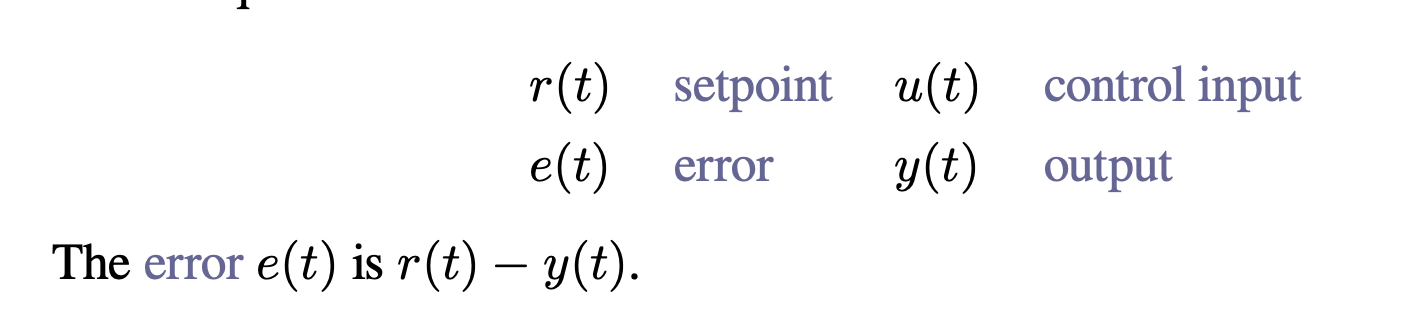 r(t) setpoint u(t) control input
e(t) error y(t) output
The error e(t) is r(t) − y(t).